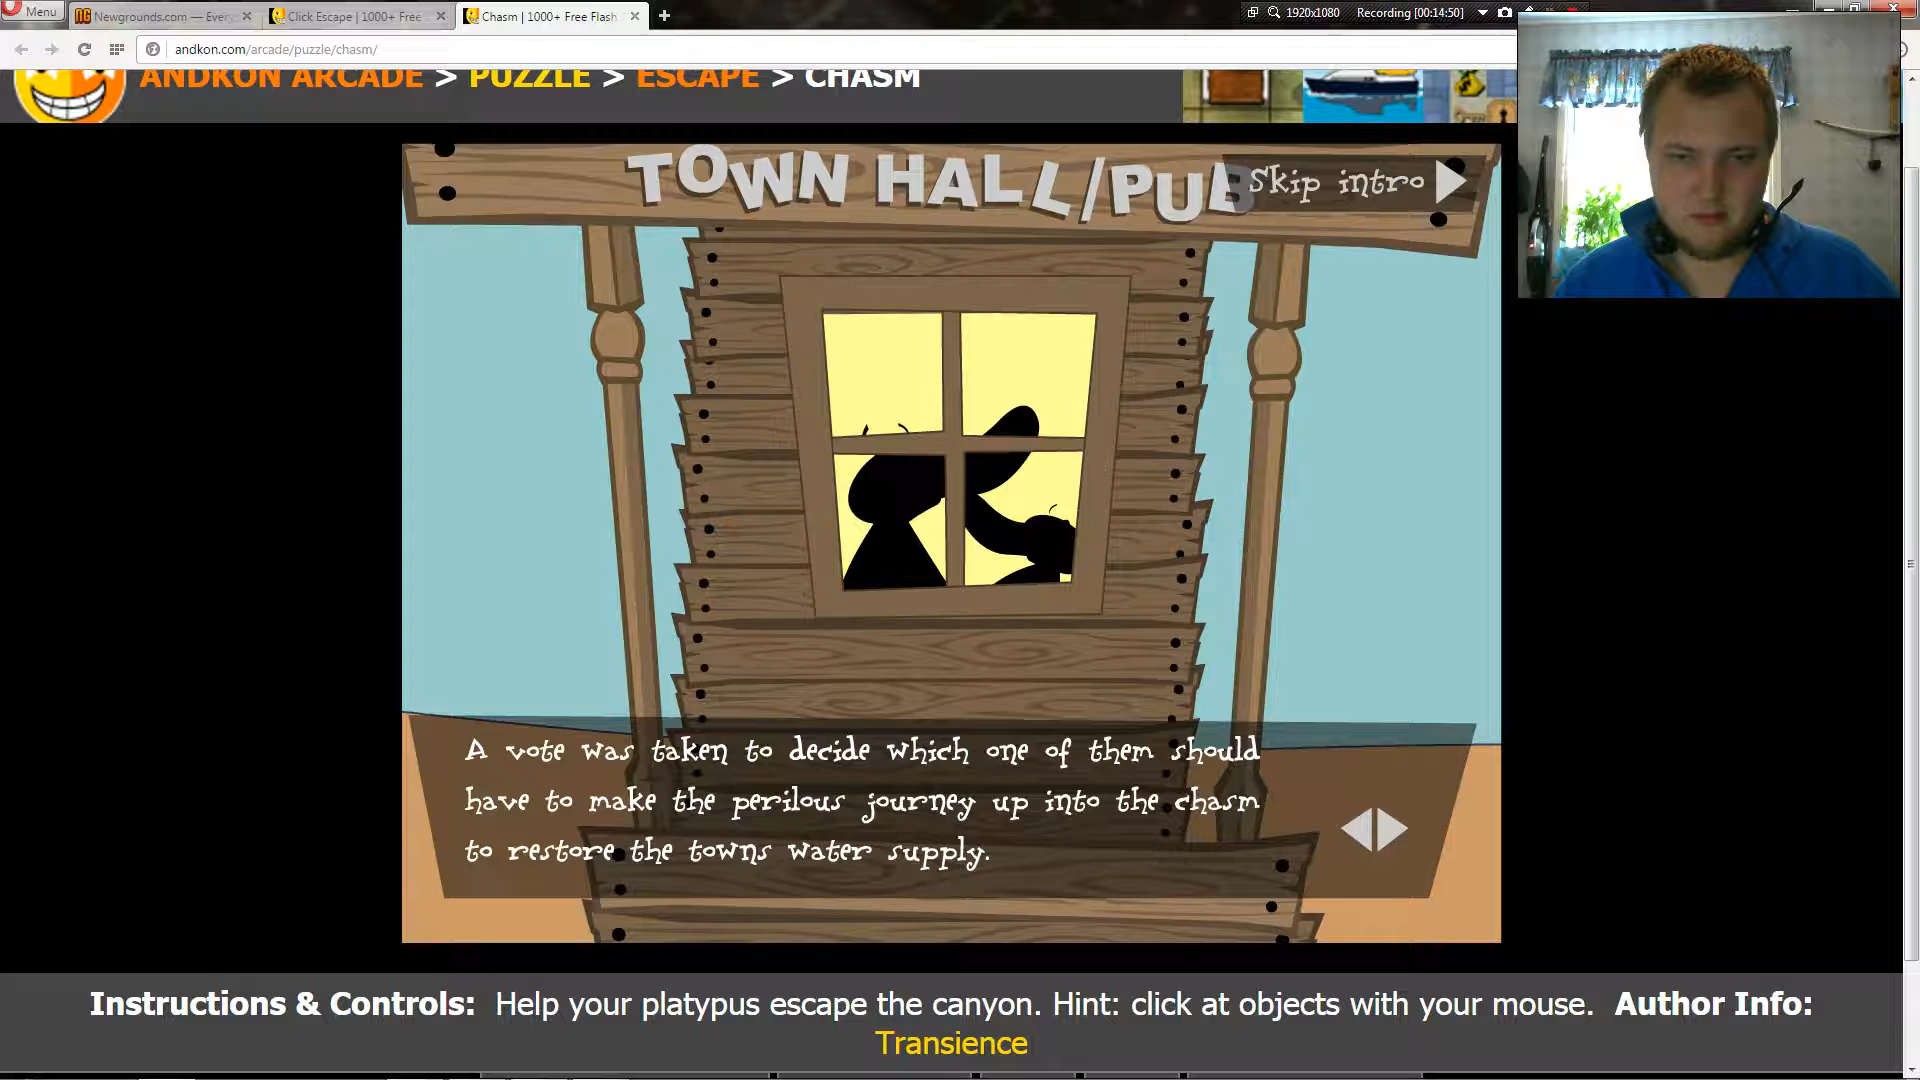 Menu
Newgrounds.com — Every
Click Escape | 1000+ Free
Chasm | 1000+ Free Flash
1920x1080
Recording [00:14:50]
andkon.com/arcade/puzzle/chasm/
ANDKON ARCADE > PUZZLE > ESCAPE > CHASM
TOWN HALL/PUB
Skip intro
A vote was taken to decide which one of them should
have to make the perilous journey up into the chasm
to restore the towns water supply.
Instructions & Controls: Help your platypus escape the canyon. Hint: click at objects with your mouse. Author Info:
Transience